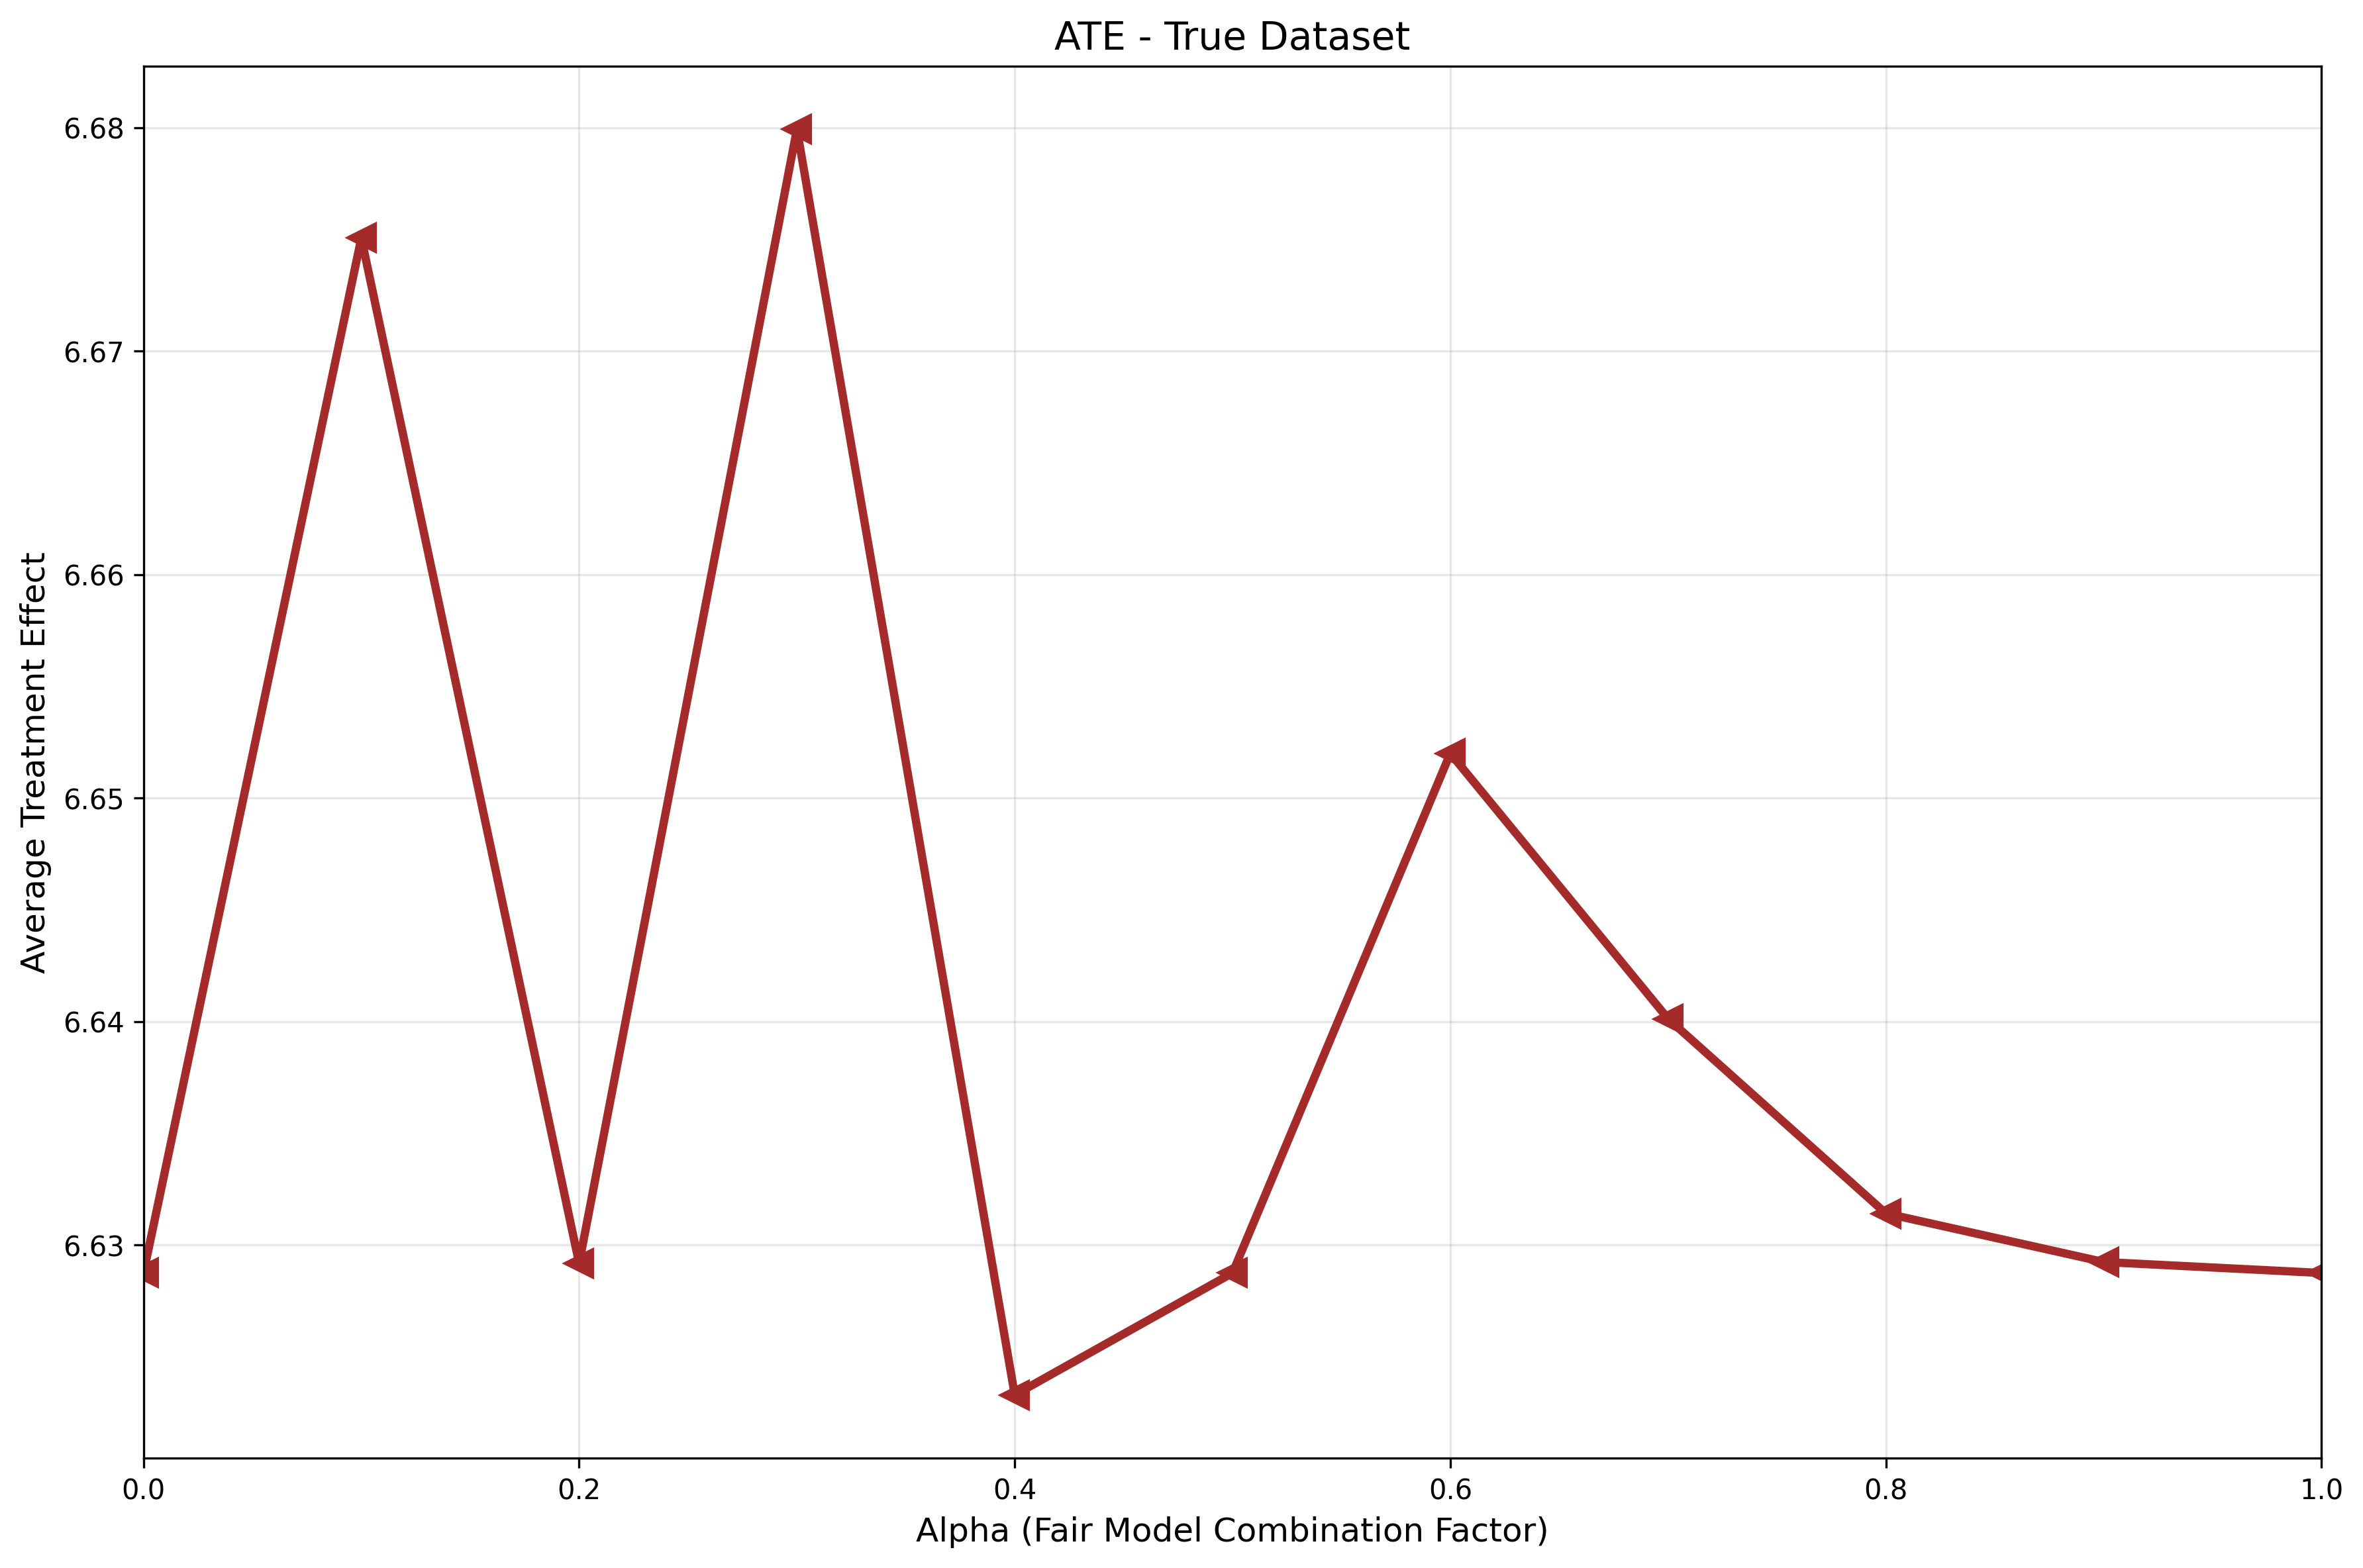 ATE - True Dataset
Average Treatment Effect
6.68
6.67
6.66
6.65
6.64
6.63
0.0 0.2 0.4 0.6 0.8 1.0
Alpha (Fair Model Combination Factor)